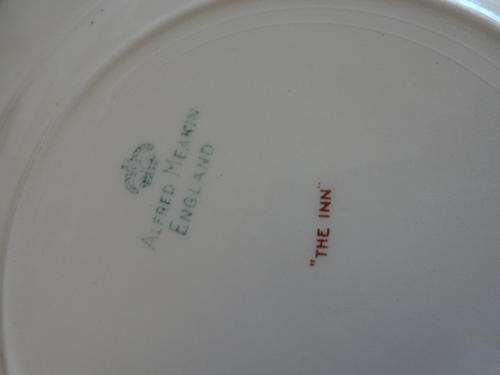 ALFRED MEAKIN
ENGLAND
"THE INN"